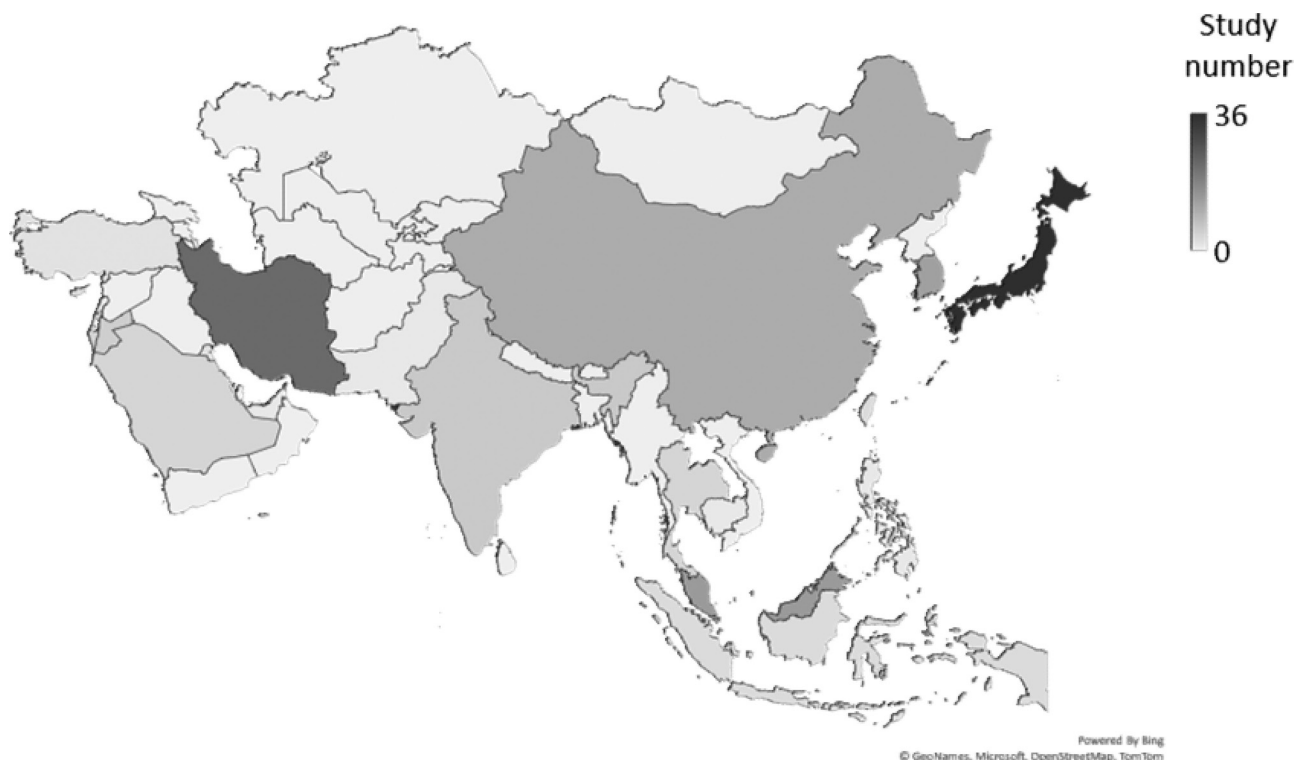 Study
number
36
0
Powered By Bing
© GeoNames, Microsoft, OpenStreetMap, TomTom